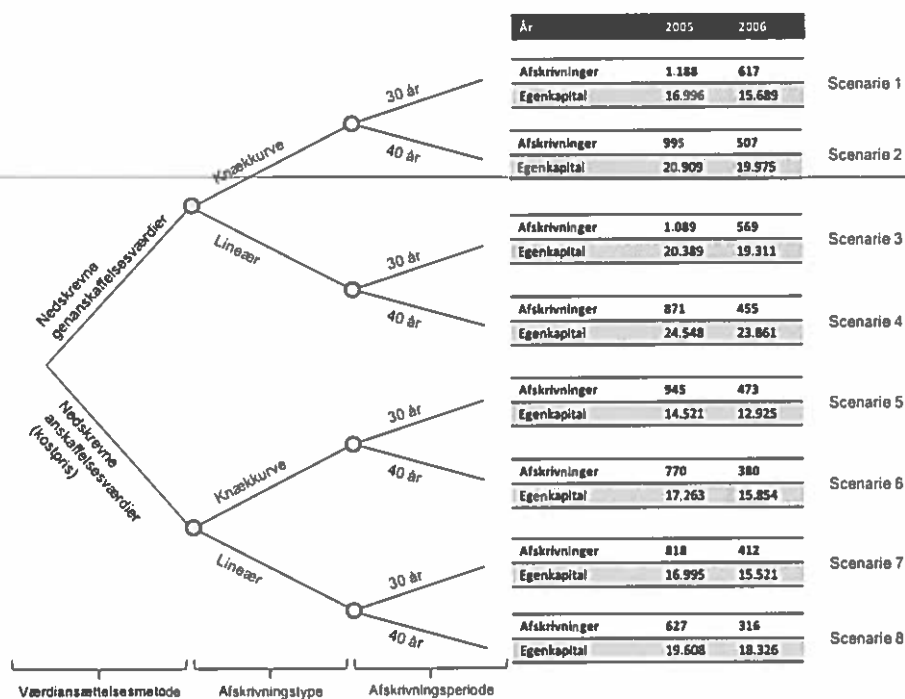 År 2005 2006
Afskrivninger 1.188 617
Egenkapital 16.996 15.689
Scenarie 1
Afskrivninger 995 507
Egenkapital 20.909 19.975
Scenarie 2
Afskrivninger 1.089 569
Egenkapital 20.389 19.311
Scenarie 3
Afskrivninger 871 455
Egenkapital 24.548 23.861
Scenarie 4
Afskrivninger 945 473
Egenkapital 14.521 12.925
Scenarie 5
Afskrivninger 770 380
Egenkapital 17.263 15.854
Scenarie 6
Afskrivninger 818 412
Egenkapital 16.995 15.521
Scenarie 7
Afskrivninger 627 316
Egenkapital 19.608 18.326
Scenarie 8
30 år
40 år
30 år
40 år
30 år
40 år
30 år
40 år
Knækkurve
Lineær
Knækkurve
Lineær
Nedskrevne
genanskaffelsesværdier
Nedskrevne
anskaffelsesværdier
(kostpris)
Værdiansættelsesmetode
Afskrivningstype
Afskrivningsperiode